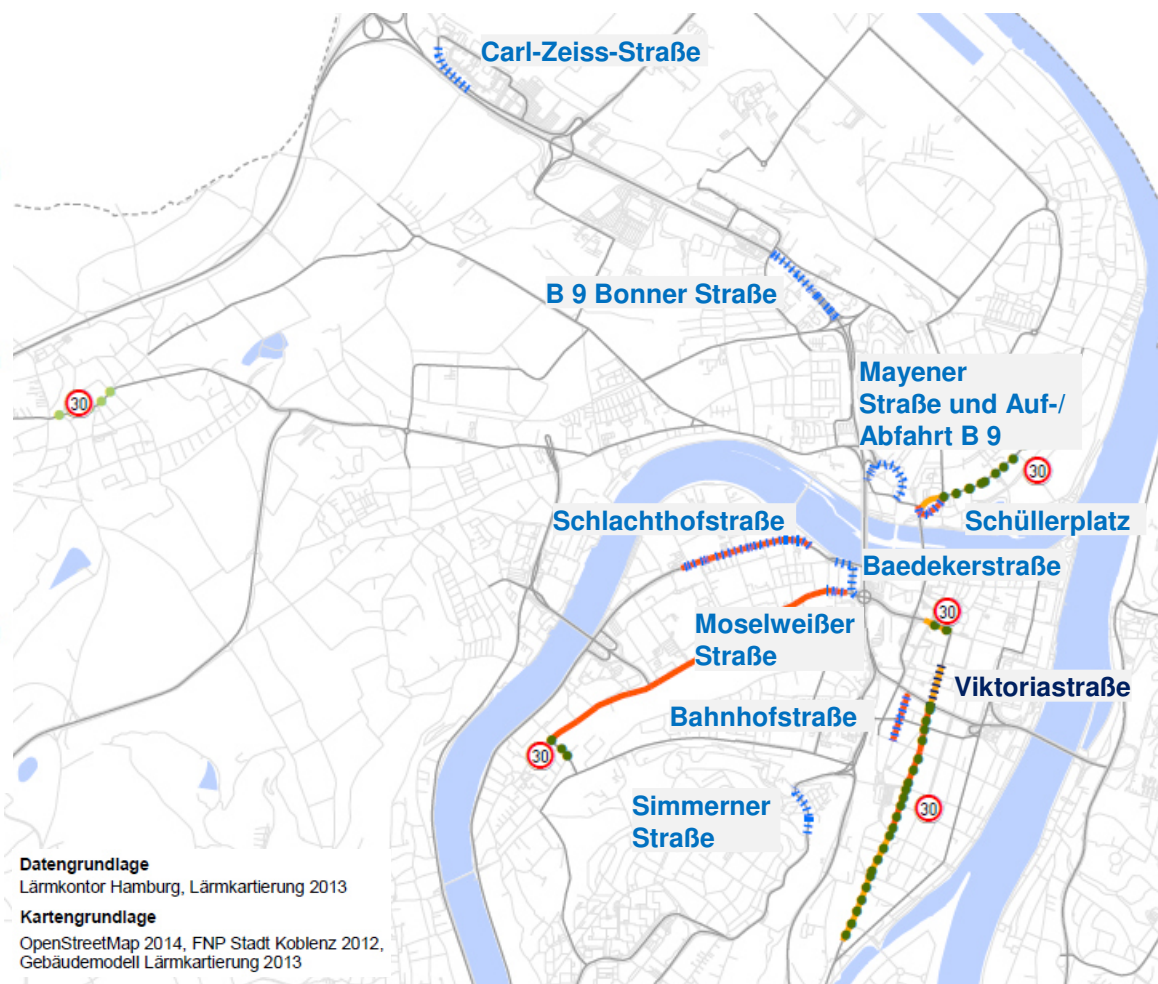 Carl-Zeiss-Straße
B 9 Bonner Straße
Mayener
Straße und Auf-/
Abfahrt B 9
30
30
Schlachthofstraße
Schüllerplatz
Baedekerstraße
30
Moselweißer
Straße
Viktoriastraße
Bahnhofstraße
30
Simmerner
Straße
30
Datengrundlage
Lärmkontor Hamburg, Lärmkartierung 2013
Kartengrundlage
OpenStreetMap 2014, FNP Stadt Koblenz 2012,
Gebäudemodell Lärmkartierung 2013